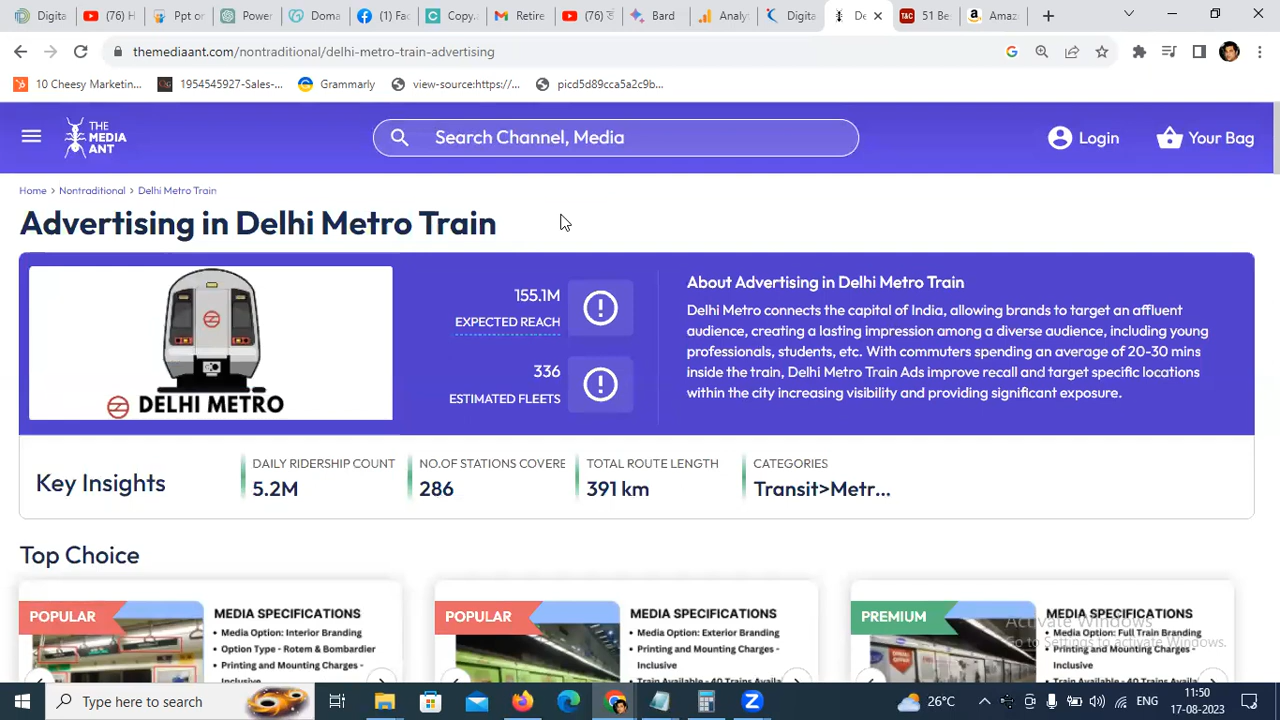 Digita
(76) H
Ppt o
Powe
Doma
(1) Fac
Copy.
Retire
(76)
Bard
Analy
Digita
De
51 Be
Amaz
themediaant.com/nontraditional/delhi-metro-train-advertising
10 Cheesy Marketin...
1954545927-Sales-...
Grammarly
view-source:https://...
picd5d89cca5a2c9b...
THE
MEDIA
ANT
Search Channel, Media
Login
Your Bag
Home > Nontraditional > Delhi Metro Train
Advertising in Delhi Metro Train
DELHI METRO
155.1M
EXPECTED REACH
336
ESTIMATED FLEETS
About Advertising in Delhi Metro Train
Delhi Metro connects the capital of India, allowing brands to target an affluent
audience, creating a lasting impression among a diverse audience, including young
professionals, students, etc. With commuters spending an average of 20-30 mins
inside the train, Delhi Metro Train Ads improve recall and target specific locations
within the city increasing visibility and providing significant exposure.
Key Insights
DAILY RIDERSHIP COUNT
5.2M
NO.OF STATIONS COVERE
286
TOTAL ROUTE LENGTH
391 km
CATEGORIES
Transit>Metr...
Top Choice
POPULAR
MEDIA SPECIFICATIONS
• Media Option: Interior Branding
• Option Type - Rotem & Bombardier
• Printing and Mounting Charges -
Inclusive
POPULAR
MEDIA SPECIFICATIONS
• Media Option: Exterior Branding
• Printing and Mounting Charges -
Inclusive
• Train Available - 40 Trains Availa
PREMIUM
MEDIA SPECIFICATIONS
• Media Option: Full Train Branding
• Printing and Mounting Charges -
Inclusive
• Train Available - 40 Trains Availa
Activate Windows
Go to Settings to activate Windows.
Type here to search
26°C
ENG
11:50
17-08-2023